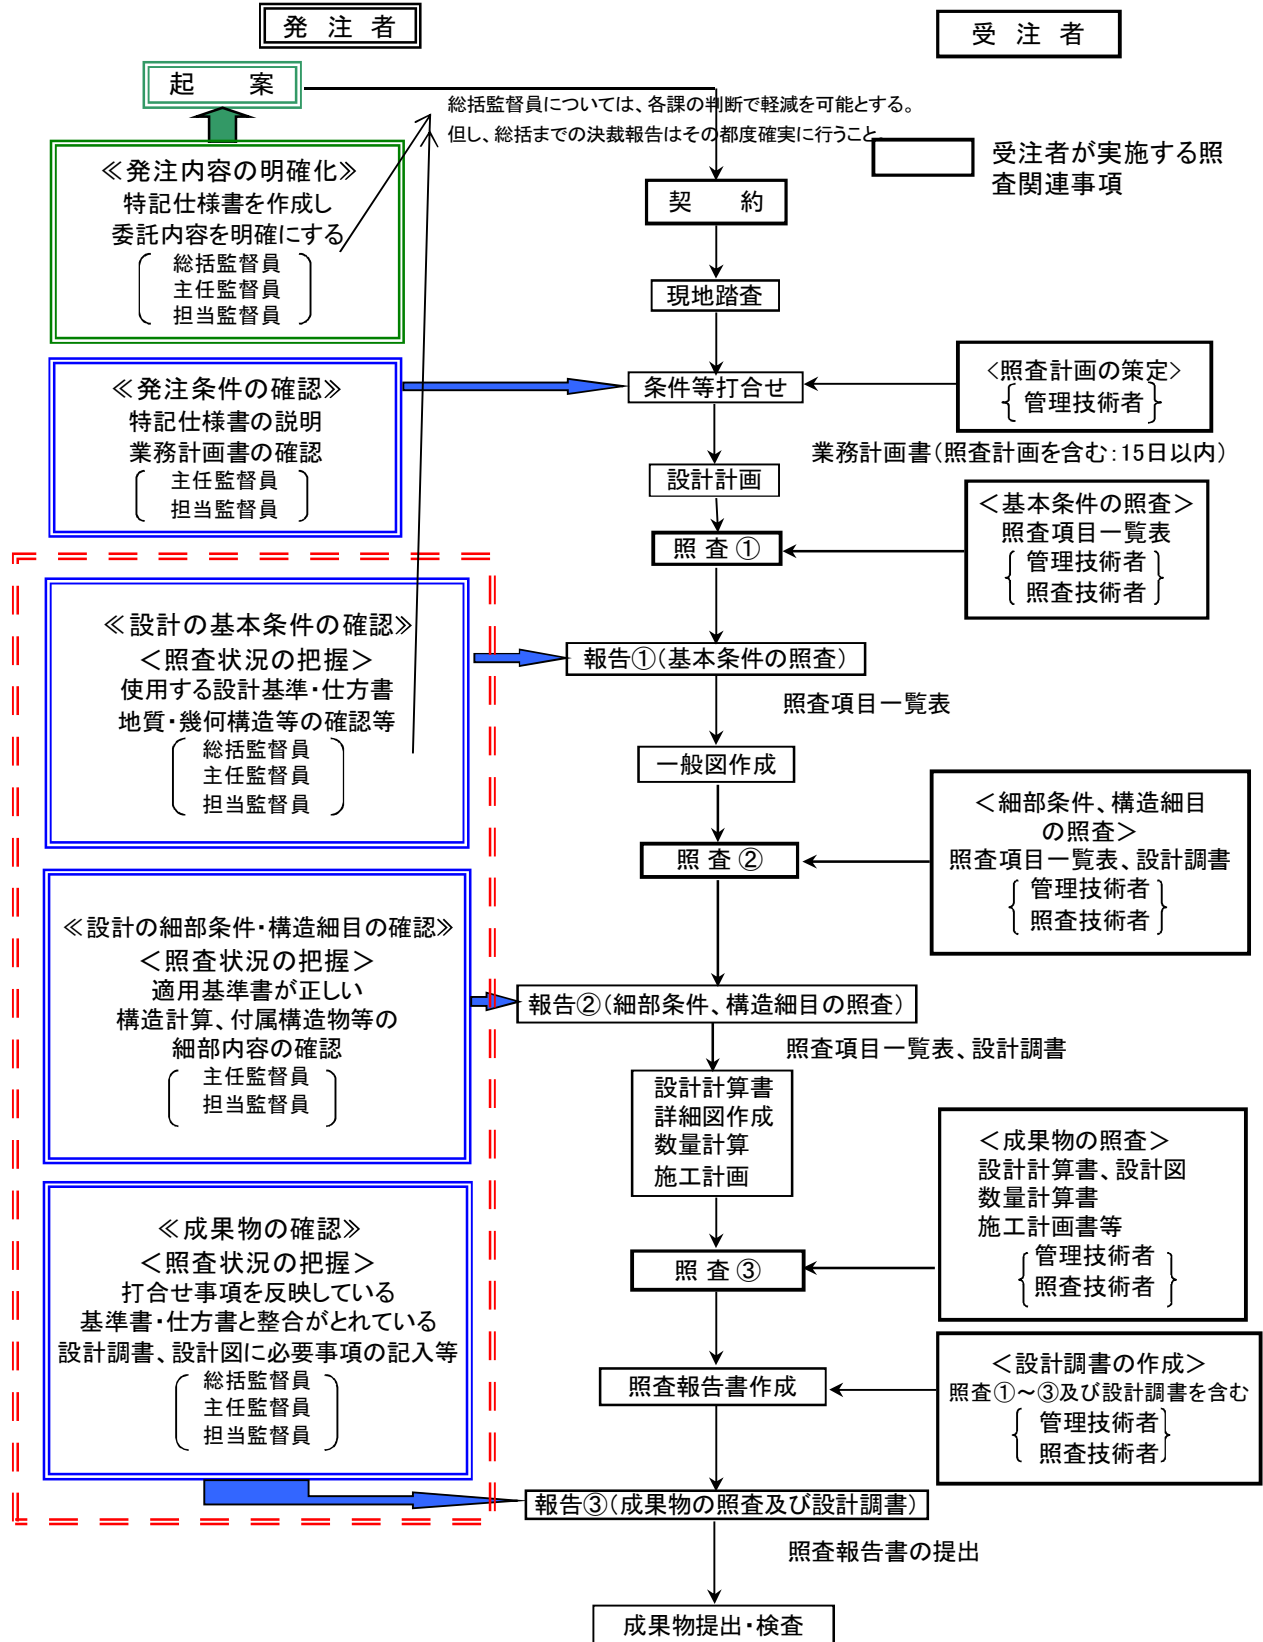 発 注 者
受 注 者
起 案
総括監督員については、各課の判断で軽減を可能とする。
但し、総括までの決裁報告はその都度確実に行うこと。
受注者が実施する照
査関連事項
≪発注内容の明確化≫
特記仕様書を作成し
委託内容を明確にする
総括監督員
主任監督員
担当監督員
契 約
現地踏査
≪発注条件の確認≫
特記仕様書の説明
業務計画書の確認
主任監督員
担当監督員
条件等打合せ
<照査計画の策定>
管理技術者
業務計画書(照査計画を含む:15日以内)
設計計画
照 査 ①
<基本条件の照査>
照査項目一覧表
管理技術者
照査技術者
≪設計の基本条件の確認≫
<照査状況の把握>
使用する設計基準・仕方書
地質・幾何構造等の確認等
総括監督員
主任監督員
担当監督員
報告①(基本条件の照査)
照査項目一覧表
一般図作成
照 査 ②
<細部条件、構造細目
の照査>
照査項目一覧表、設計調書
管理技術者
照査技術者
≪設計の細部条件・構造細目の確認≫
<照査状況の把握>
適用基準書が正しい
構造計算、付属構造物等の
細部内容の確認
主任監督員
担当監督員
報告②(細部条件、構造細目の照査)
照査項目一覧表、設計調書
設計計算書
詳細図作成
数量計算
施工計画
<成果物の照査>
設計計算書、設計図
数量計算書
施工計画書等
管理技術者
照査技術者
照 査 ③
≪成果物の確認≫
<照査状況の把握>
打合せ事項を反映している
基準書・仕方書と整合がとれている
設計調書、設計図に必要事項の記入等
総括監督員
主任監督員
担当監督員
照査報告書作成
<設計調書の作成>
照査①~③及び設計調書を含む
管理技術者
照査技術者
報告③(成果物の照査及び設計調書)
照査報告書の提出
成果物提出・検査